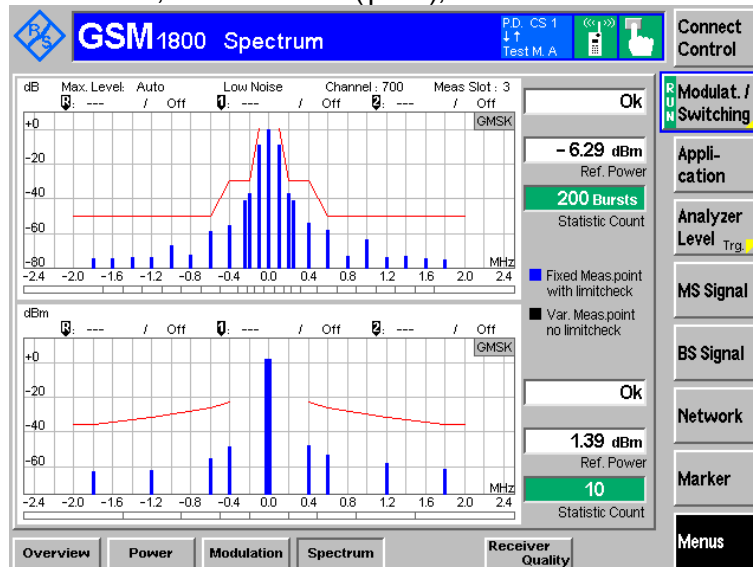 GSM 1800 Spectrum
P.D. CS 1
↓↑
Test M. A
Connect Control
dB Max. Level: Auto Low Noise Channel : 700 Meas Slot : 3
R: --- / Off 1: --- / Off 2: --- / Off
GMSK
+0
-20
-40
-60
-80
MHz
-2.4 -2.0 -1.6 -1.2 -0.8 -0.4 0.0 0.4 0.8 1.2 1.6 2.0 2.4
Ok
- 6.29 dBm
Ref. Power
200 Bursts
Statistic Count
Fixed Meas.point
with limitcheck
Var. Meas.point
no limitcheck
dBm
R: --- / Off 1: --- / Off 2: --- / Off
GMSK
+0
-20
-40
-60
MHz
-2.4 -2.0 -1.6 -1.2 -0.8 -0.4 0.0 0.4 0.8 1.2 1.6 2.0 2.4
Ok
1.39 dBm
Ref. Power
10
Statistic Count
RUN
Modulat. /
Switching
Appli-
cation
Analyzer
Level Trg.
MS Signal
BS Signal
Network
Marker
Menus
Overview
Power
Modulation
Spectrum
Receiver
Quality